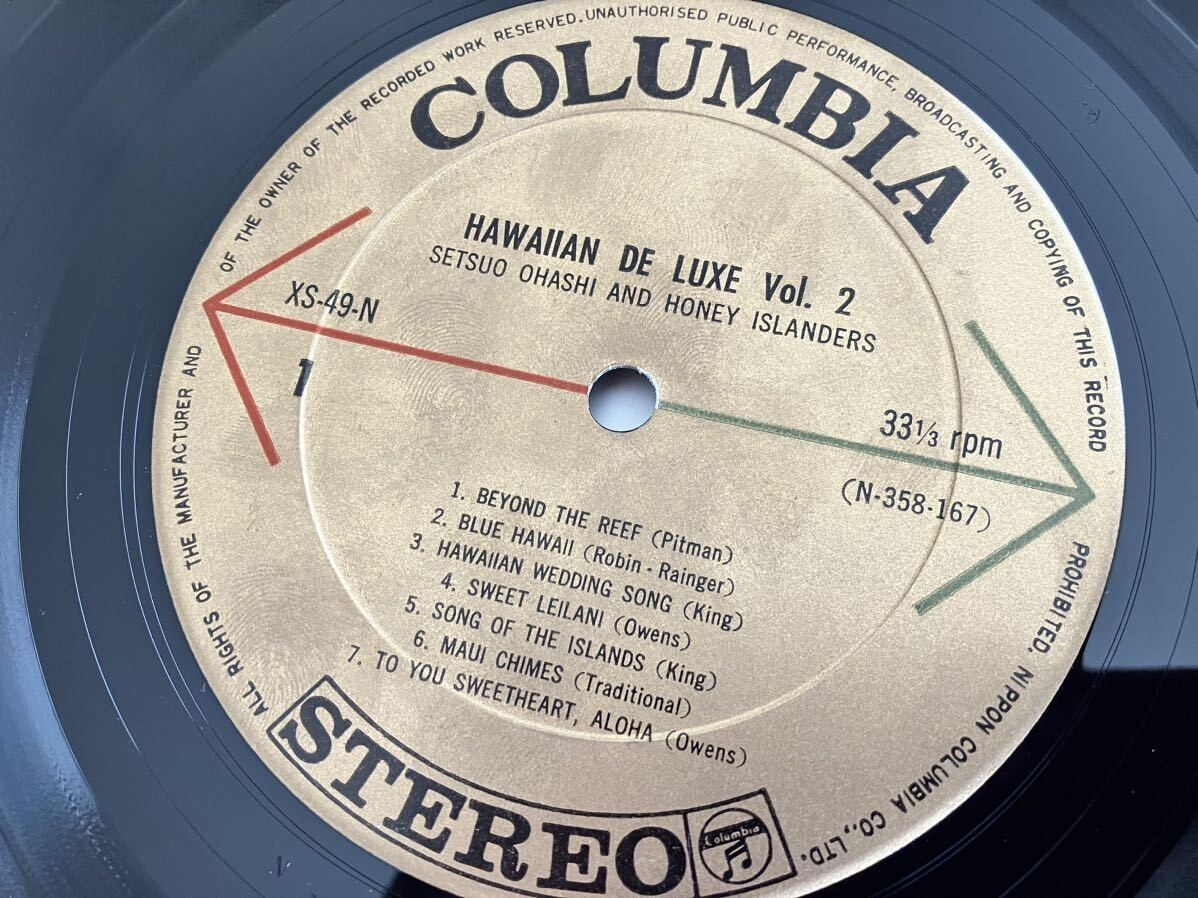 COLUMBIA
HAWAIIAN DE LUXE Vol. 2
SETSUO OHASHI AND HONEY ISLANDERS
XS-49-N
1
33 1/3 rpm
(N-358-167)
1. BEYOND THE REEF (Pitman)
2. BLUE HAWAII (Robin - Rainger)
3. HAWAIIAN WEDDING SONG (King)
4. SWEET LEILANI (Owens)
5. SONG OF THE ISLANDS (King)
6. MAUI CHIMES (Traditional)
7. TO YOU SWEETHEART, ALOHA (Owens)
STEREO
Columbia
ALL RIGHTS OF THE MANUFACTURER AND OF THE OWNER OF THE RECORDED WORK RESERVED. UNAUTHORISED PUBLIC PERFORMANCE, BROADCASTING AND COPYING OF THIS RECORD PROHIBITED. NIPPON COLUMBIA CO., LTD.